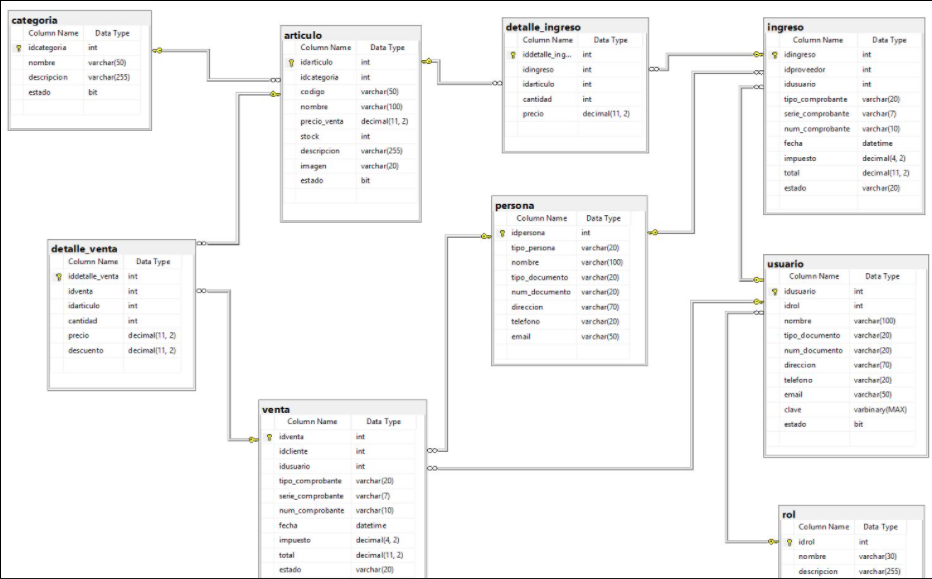 categoria
Column Name Data Type
idcategoria int
nombre varchar(50)
descripcion varchar(255)
estado bit
articulo
Column Name Data Type
idarticulo int
idcategoria int
codigo varchar(50)
nombre varchar(100)
precio_venta decimal(11, 2)
stock int
descripcion varchar(255)
imagen varchar(20)
estado bit
detalle_ingreso
Column Name Data Type
iddetalle_ing... int
idingreso int
idarticulo int
cantidad int
precio decimal(11, 2)
ingreso
Column Name Data Type
idingreso int
idproveedor int
idusuario int
tipo_comprobante varchar(20)
serie_comprobante varchar(7)
num_comprobante varchar(10)
fecha datetime
impuesto decimal(4, 2)
total decimal(11, 2)
estado varchar(20)
persona
Column Name Data Type
idpersona int
tipo_persona varchar(20)
nombre varchar(100)
tipo_documento varchar(20)
num_documento varchar(20)
direccion varchar(70)
telefono varchar(20)
email varchar(50)
detalle_venta
Column Name Data Type
iddetalle_venta int
idventa int
idarticulo int
cantidad int
precio decimal(11, 2)
descuento decimal(11, 2)
usuario
Column Name Data Type
idusuario int
idrol int
nombre varchar(100)
tipo_documento varchar(20)
num_documento varchar(20)
direccion varchar(70)
telefono varchar(20)
email varchar(50)
clave varbinary(MAX)
estado bit
venta
Column Name Data Type
idventa int
idcliente int
idusuario int
tipo_comprobante varchar(20)
serie_comprobante varchar(7)
num_comprobante varchar(10)
fecha datetime
impuesto decimal(4, 2)
total decimal(11, 2)
estado varchar(20)
rol
Column Name Data Type
idrol int
nombre varchar(30)
descripcion varchar(255)